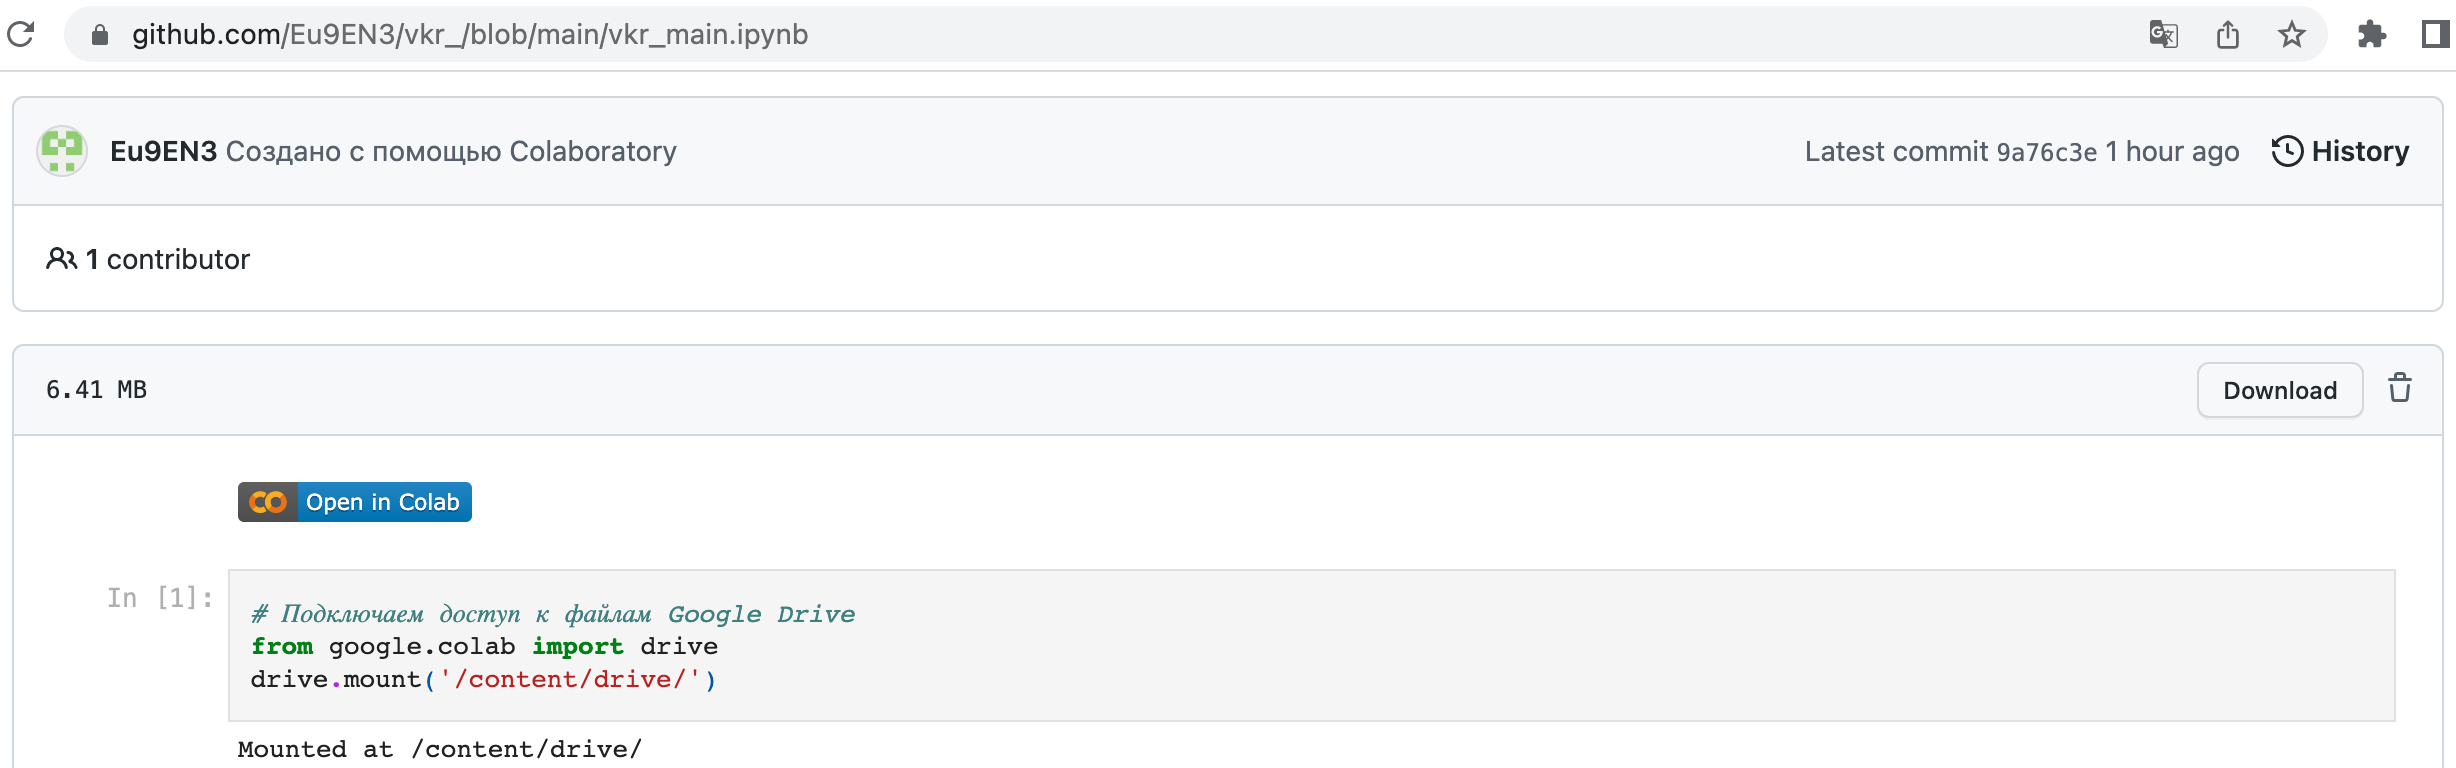 github.com/Eu9EN3/vkr_/blob/main/vkr_main.ipynb
Eu9EN3 Создано с помощью Colaboratory
Latest commit 9a76c3e 1 hour ago
History
1 contributor
6.41 MB
Download
Open in Colab
In [1]:
# Подключаем доступ к файлам Google Drive
from google.colab import drive
drive.mount('/content/drive/')
Mounted at /content/drive/